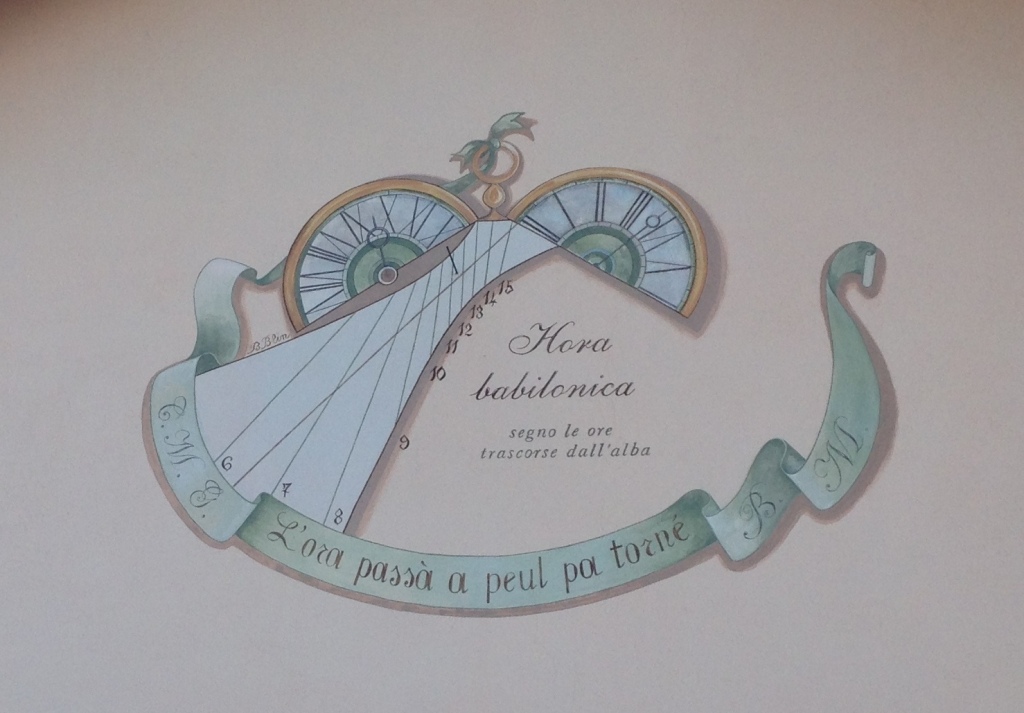 B. Blin
15
14
13
12
11
10
9
8
7
6
Hora
babilonica
segno le ore
trascorse dall'alba
C. M. G.
L'ora passà a peul pa torné
B. M